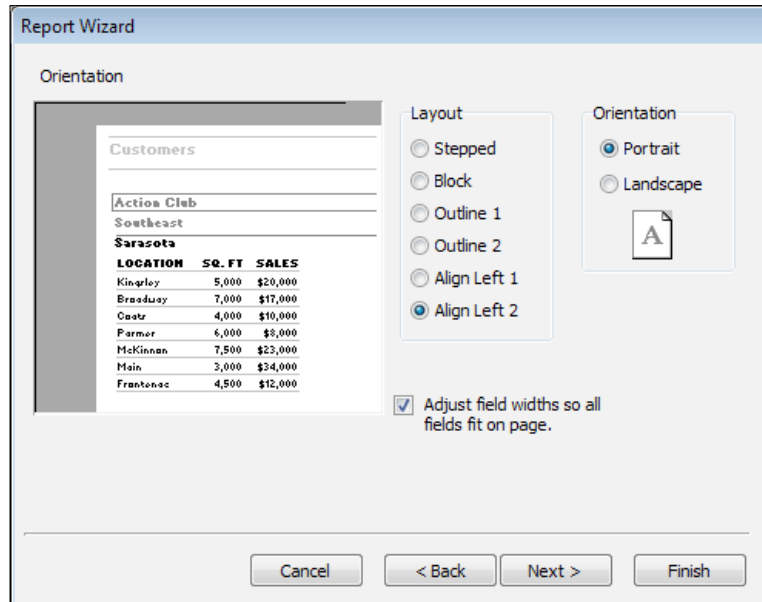 Report Wizard
Orientation
Customers
Action Club
Southeast
Sarasota
LOCATION SQ. FT SALES
Kingsley 5,000 $20,000
Broadway 7,000 $17,000
Coats 4,000 $10,000
Parmer 6,000 $8,000
McKinnan 7,500 $23,000
Main 3,000 $34,000
Frontenac 4,500 $12,000
Layout
Stepped
Block
Outline 1
Outline 2
Align Left 1
Align Left 2
Orientation
Portrait
Landscape
A
Adjust field widths so all
fields fit on page.
Cancel < Back Next > Finish